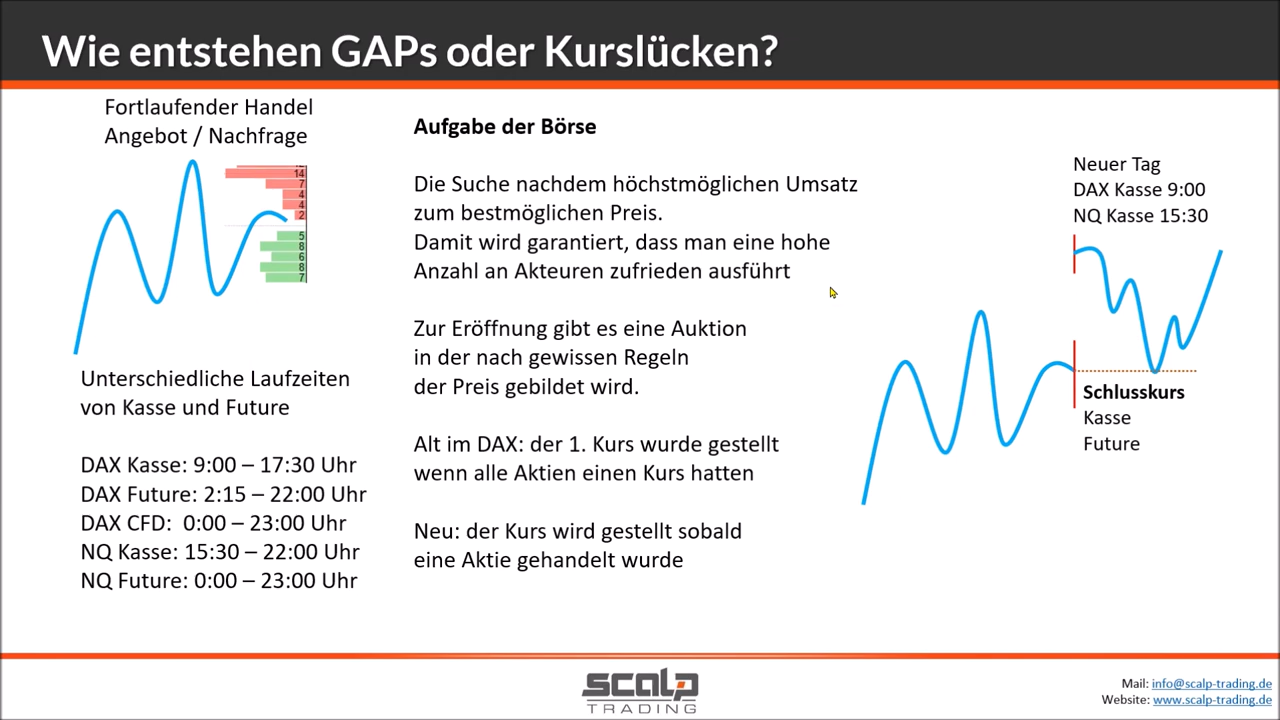 Wie entstehen GAPs oder Kurslücken?
Fortlaufender Handel
Angebot / Nachfrage
14
7
4
4
2
5
8
6
8
7
Unterschiedliche Laufzeiten
von Kasse und Future
DAX Kasse: 9:00 – 17:30 Uhr
DAX Future: 2:15 – 22:00 Uhr
DAX CFD: 0:00 – 23:00 Uhr
NQ Kasse: 15:30 – 22:00 Uhr
NQ Future: 0:00 – 23:00 Uhr
Aufgabe der Börse
Die Suche nachdem höchstmöglichen Umsatz
zum bestmöglichen Preis.
Damit wird garantiert, dass man eine hohe
Anzahl an Akteuren zufrieden ausführt
Zur Eröffnung gibt es eine Auktion
in der nach gewissen Regeln
der Preis gebildet wird.
Alt im DAX: der 1. Kurs wurde gestellt
wenn alle Aktien einen Kurs hatten
Neu: der Kurs wird gestellt sobald
eine Aktie gehandelt wurde
Neuer Tag
DAX Kasse 9:00
NQ Kasse 15:30
Schlusskurs
Kasse
Future
SCALP
TRADING
Mail: info@scalp-trading.de
Website: www.scalp-trading.de